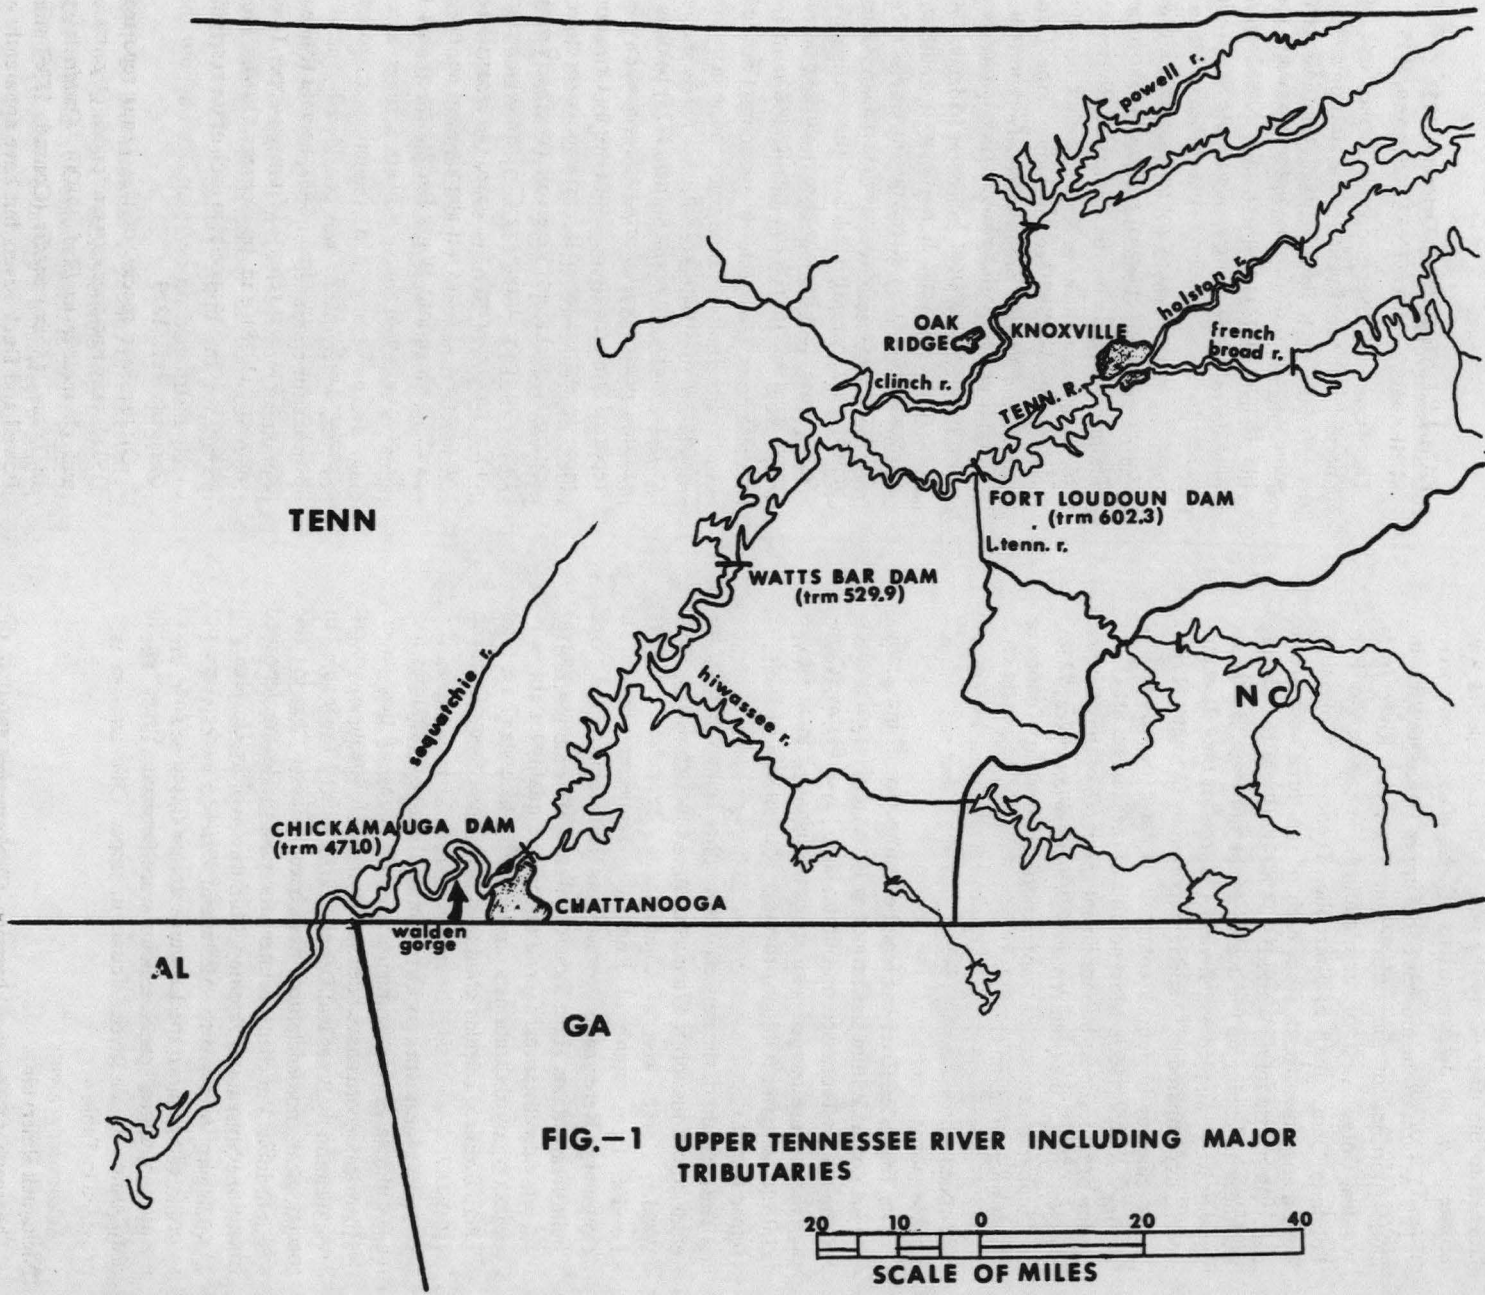 powell r.
holston r.
OAK
RIDGE
KNOXVILLE
french
broad r.
clinch r.
TENN. R.
FORT LOUDOUN DAM
(trm 602.3)
L.tenn. r.
TENN
WATTS BAR DAM
(trm 529.9)
sequatchie r.
hiwassee r.
N C
CHICKAMAUGA DAM
(trm 471.0)
CHATTANOOGA
walden
gorge
AL
GA
FIG.-1 UPPER TENNESSEE RIVER INCLUDING MAJOR
TRIBUTARIES
20 10 0 20 40
SCALE OF MILES